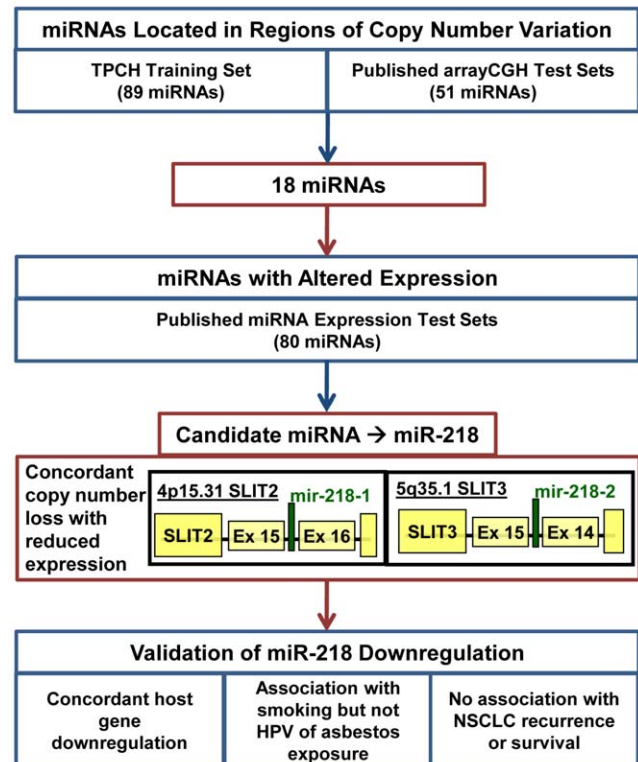 miRNAs Located in Regions of Copy Number Variation
TPCH Training Set
(89 miRNAs)
Published arrayCGH Test Sets
(51 miRNAs)
18 miRNAs
miRNAs with Altered Expression
Published miRNA Expression Test Sets
(80 miRNAs)
Candidate miRNA → miR-218
Concordant
copy number
loss with
reduced
expression
4p15.31 SLIT2
mir-218-1
SLIT2
Ex 15
Ex 16
5q35.1 SLIT3
mir-218-2
SLIT3
Ex 15
Ex 14
Validation of miR-218 Downregulation
Concordant host
gene
downregulation
Association with
smoking but not
HPV of asbestos
exposure
No association with
NSCLC recurrence
or survival